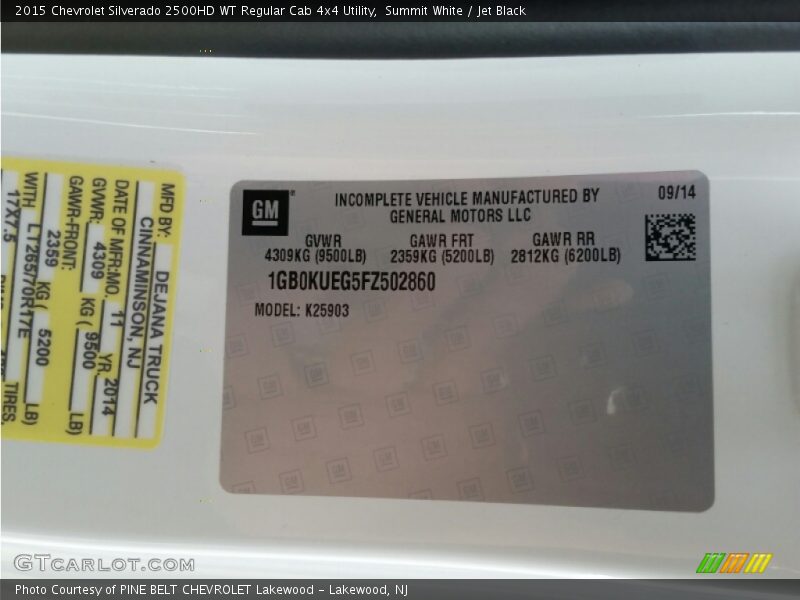 2015 Chevrolet Silverado 2500HD WT Regular Cab 4x4 Utility, Summit White / Jet Black
MFD BY: DEJANA TRUCK
CINNAMINSON, NJ
DATE OF MFR:MO. 11 YR. 2014
GVWR: 4309 KG ( 9500 LB)
GAWR-FRONT:
2359 KG ( 5200 LB)
WITH LT265/70R17E TIRES,
17X7.5
GM
INCOMPLETE VEHICLE MANUFACTURED BY
GENERAL MOTORS LLC
09/14
GVWR GAWR FRT GAWR RR
4309KG (9500LB) 2359KG (5200LB) 2812KG (6200LB)
1GB0KUEG5FZ502860
MODEL: K25903
GTCarLot.com
Photo Courtesy of PINE BELT CHEVROLET Lakewood - Lakewood, NJ